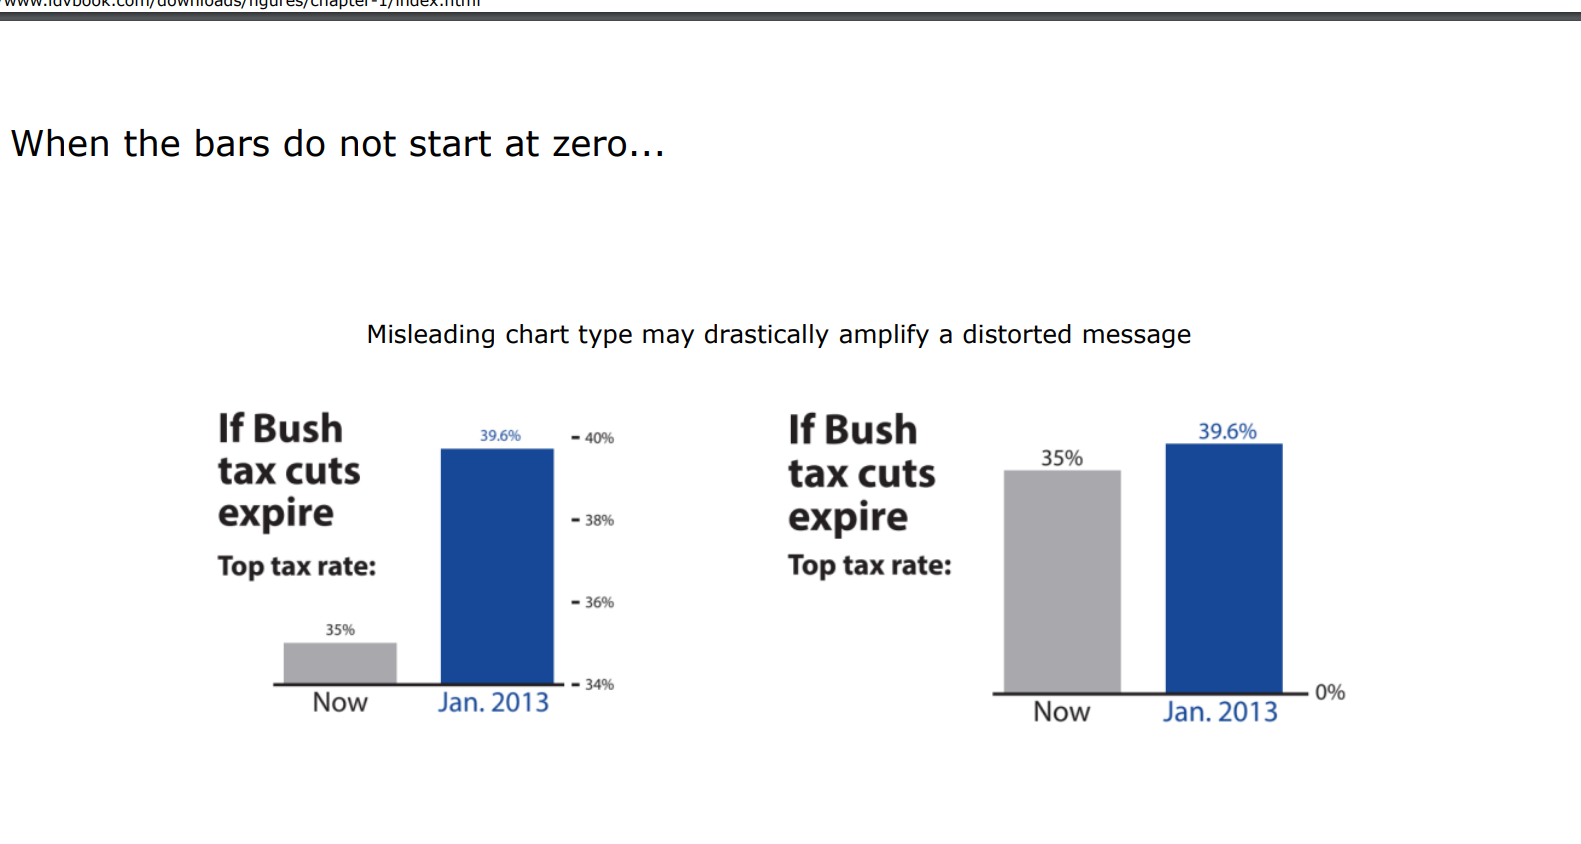 www.idvbook.com/downloads/figures/chapter-1/index.html
When the bars do not start at zero...
Misleading chart type may drastically amplify a distorted message
If Bush
tax cuts
expire
Top tax rate:
39.6%
40%
38%
36%
35%
34%
Now
Jan. 2013
If Bush
tax cuts
expire
Top tax rate:
35%
39.6%
0%
Now
Jan. 2013